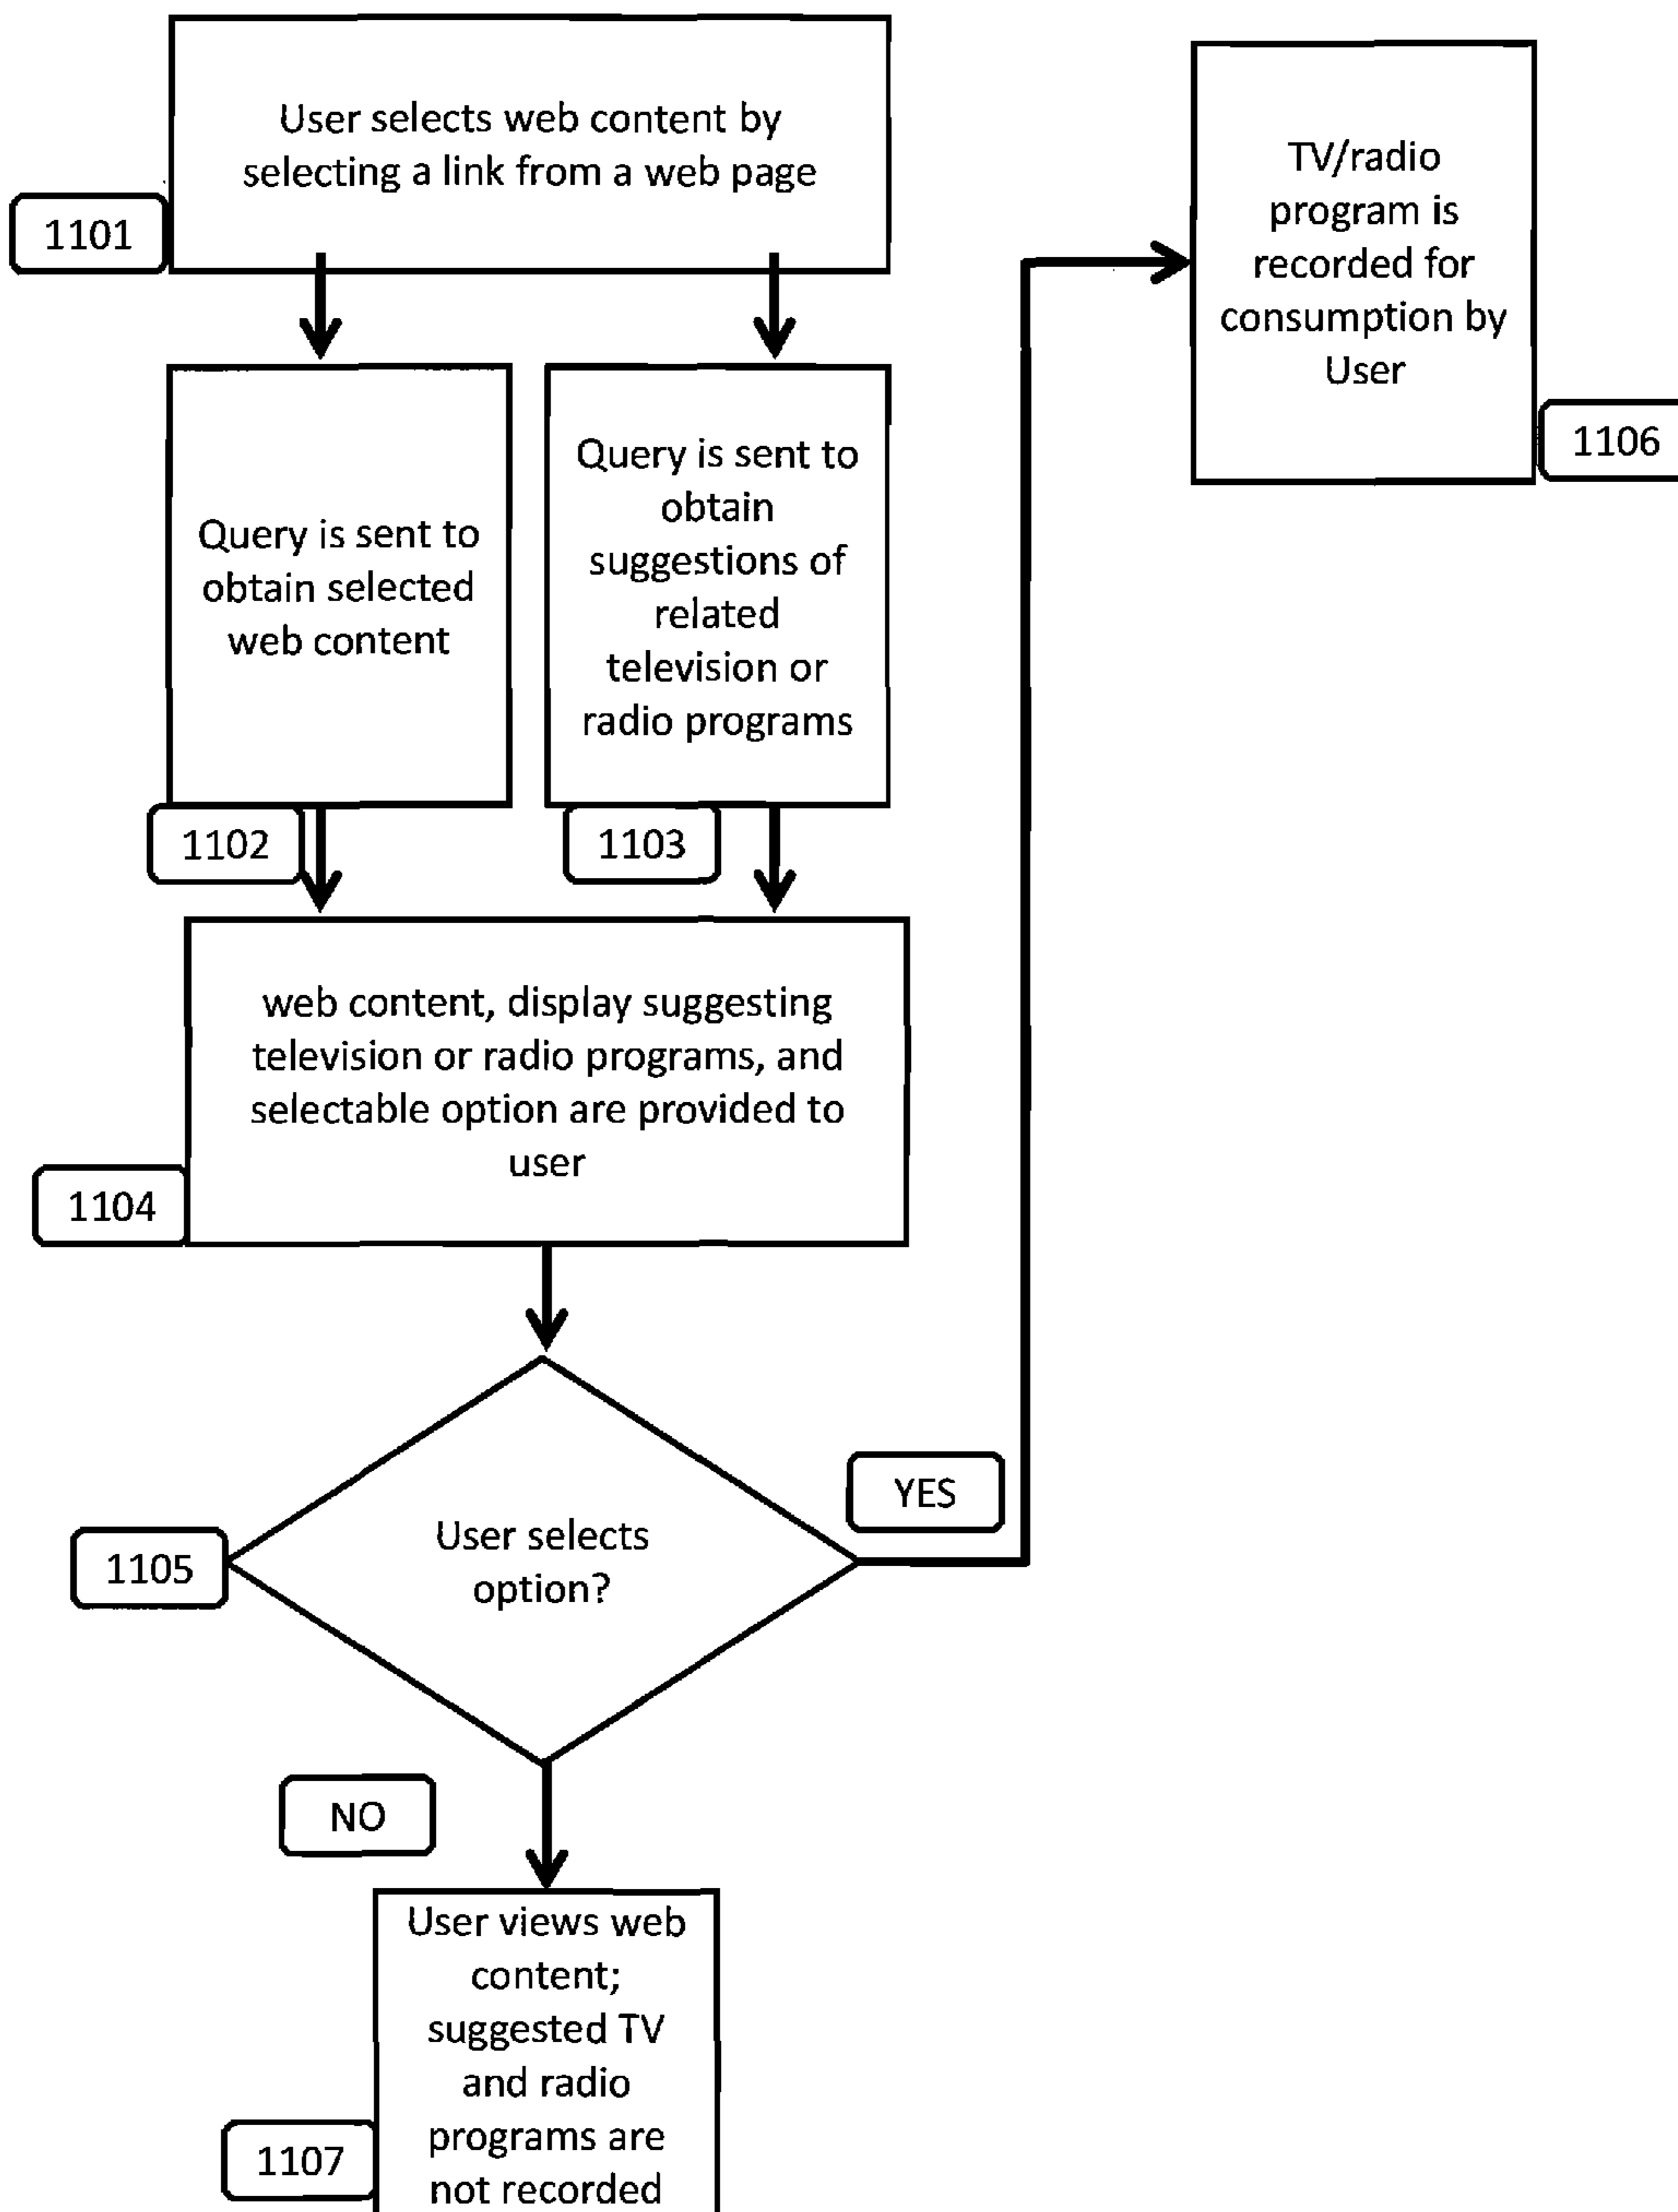 User selects web content by
selecting a link from a web page
1101
Query is sent to
obtain selected
web content
1102
Query is sent to
obtain
suggestions of
related
television or
radio programs
1103
web content, display suggesting
television or radio programs, and
selectable option are provided to
user
1104
User selects
option?
1105
YES
TV/radio
program is
recorded for
consumption by
User
1106
NO
User views web
content;
suggested TV
and radio
programs are
not recorded
1107